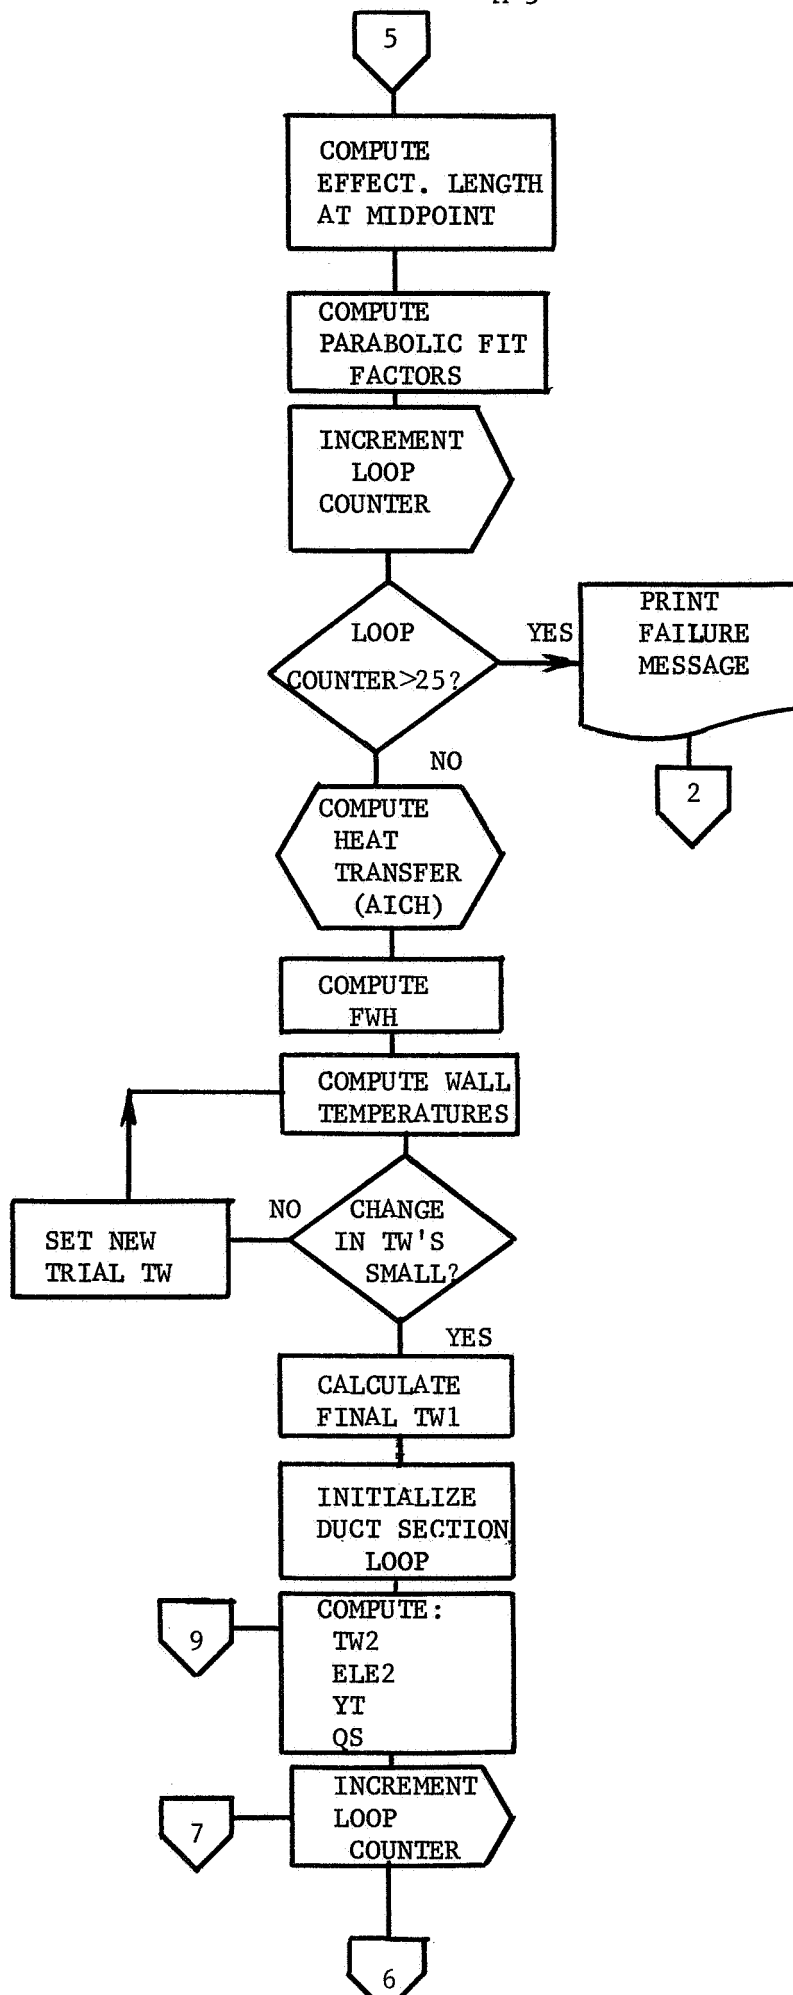 5
COMPUTE
EFFECT. LENGTH
AT MIDPOINT
COMPUTE
PARABOLIC FIT
FACTORS
INCREMENT
LOOP
COUNTER
LOOP
COUNTER>25?
YES
PRINT
FAILURE
MESSAGE
2
NO
COMPUTE
HEAT
TRANSFER
(AICH)
COMPUTE
FWH
COMPUTE WALL
TEMPERATURES
CHANGE
IN TW'S
SMALL?
NO
SET NEW
TRIAL TW
YES
CALCULATE
FINAL TW1
INITIALIZE
DUCT SECTION
LOOP
9
COMPUTE:
TW2
ELE2
YT
QS
7
INCREMENT
LOOP
COUNTER
6